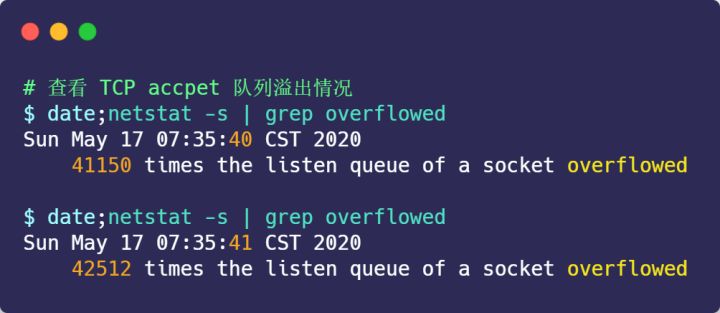 # 查看 TCP accpet 队列溢出情况
$ date;netstat -s | grep overflowed
Sun May 17 07:35:40 CST 2020
    41150 times the listen queue of a socket overflowed
$ date;netstat -s | grep overflowed
Sun May 17 07:35:41 CST 2020
    42512 times the listen queue of a socket overflowed